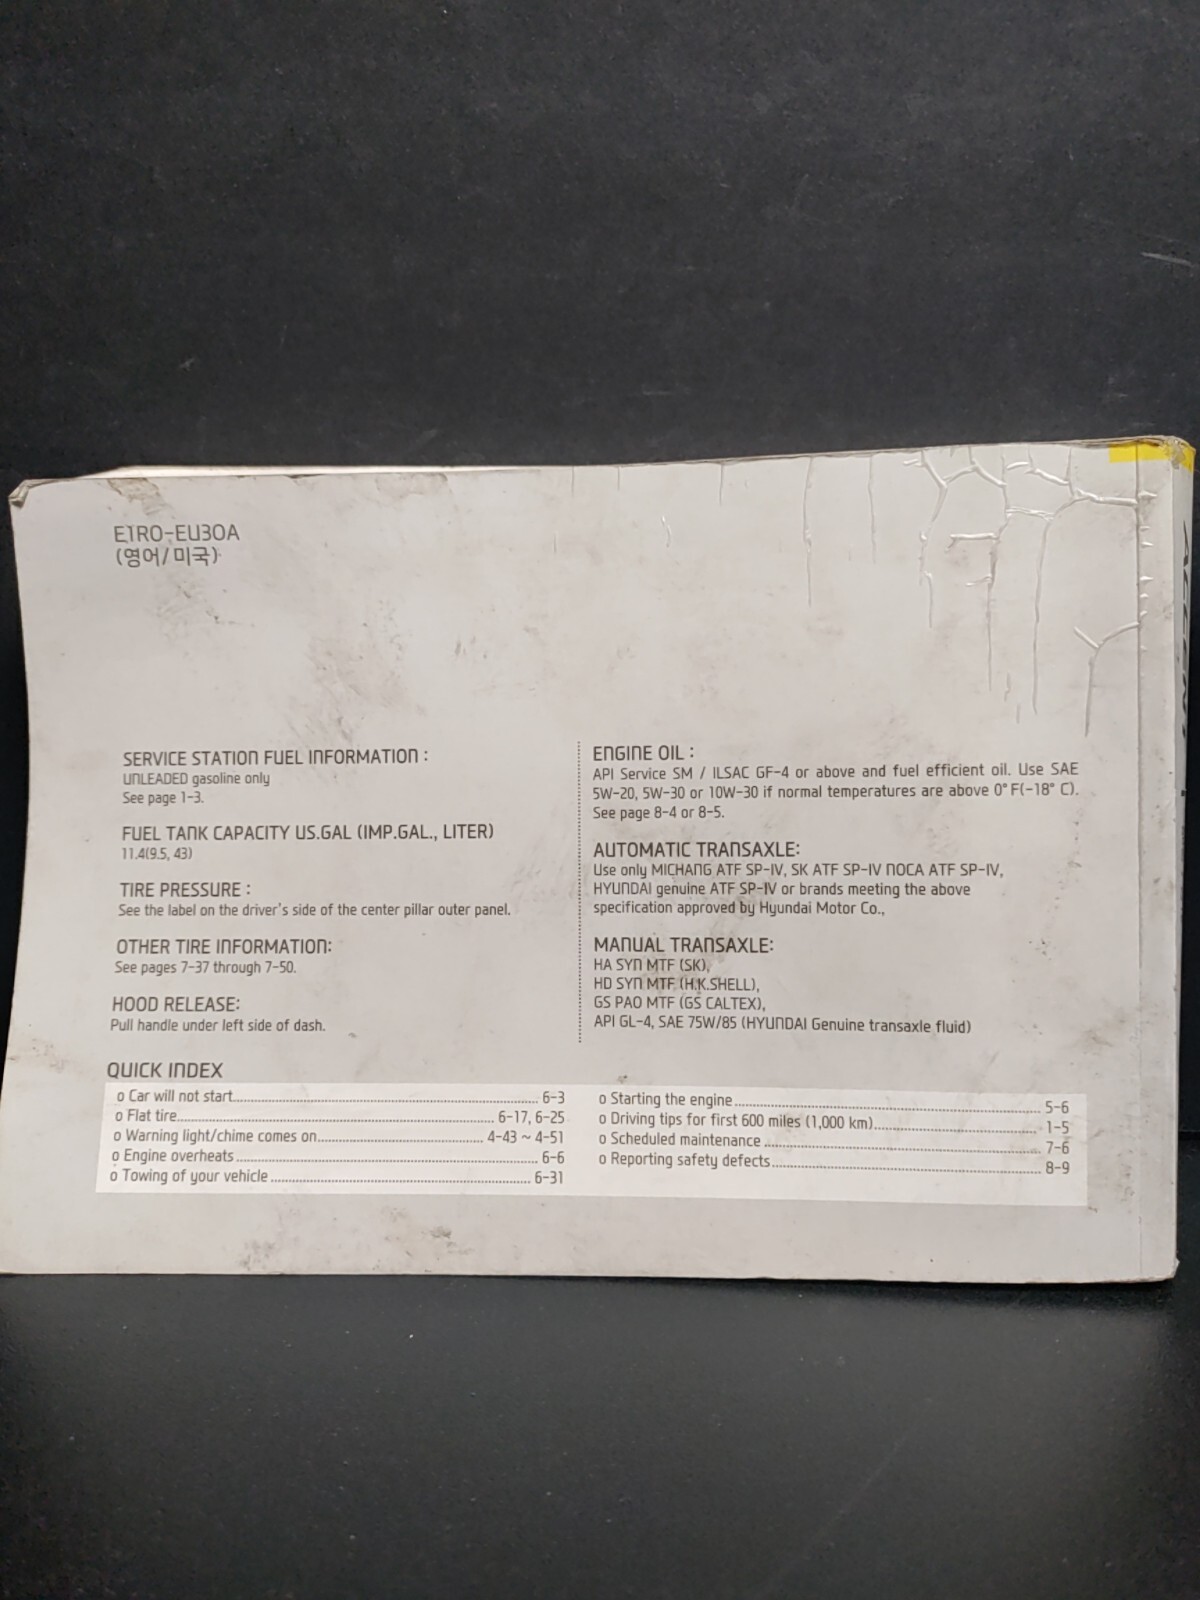 E1RO-EU30A
(영어/미국)
SERVICE STATION FUEL INFORMATION :
UNLEADED gasoline only
See page 1-3.
FUEL TANK CAPACITY US.GAL (IMP.GAL., LITER)
11.4(9.5, 43)
TIRE PRESSURE :
See the label on the driver's side of the center pillar outer panel.
OTHER TIRE INFORMATION:
See pages 7-37 through 7-50.
HOOD RELEASE:
Pull handle under left side of dash.
ENGINE OIL :
API Service SM / ILSAC GF-4 or above and fuel efficient oil. Use SAE
5W-20, 5W-30 or 10W-30 if normal temperatures are above 0° F(-18° C).
See page 8-4 or 8-5.
AUTOMATIC TRANSAXLE:
Use only MICHANG ATF SP-IV, SK ATF SP-IV NOCA ATF SP-IV,
HYUNDAI genuine ATF SP-IV or brands meeting the above
specification approved by Hyundai Motor Co.,
MANUAL TRANSAXLE:
HA SYN MTF (SK),
HD SYN MTF (H.K.SHELL),
GS PAO MTF (GS CALTEX),
API GL-4, SAE 75W/85 (HYUNDAI Genuine transaxle fluid)
QUICK INDEX
o Car will not start........ 6-3
o Flat tire........ 6-17, 6-25
o Warning light/chime comes on........ 4-43 ~ 4-51
o Engine overheats........ 6-6
o Towing of your vehicle........ 6-31
o Starting the engine........ 5-6
o Driving tips for first 600 miles (1,000 km)........ 1-5
o Scheduled maintenance........ 7-6
o Reporting safety defects........ 8-9
ACCENT